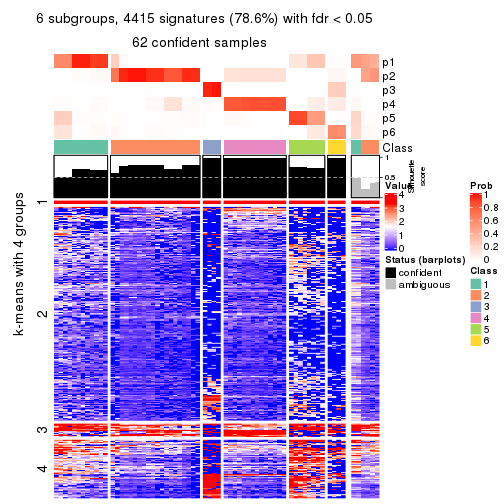 6 subgroups, 4415 signatures (78.6%) with fdr < 0.05
62 confident samples
p1
p2
p3
p4
p5
p6
Class
1
0.5
0
Silhouette
score
k-means with 4 groups
1
2
3
4
Value
4
3
2
1
0
Status (barplots)
confident
ambiguous
Prob
1
0.8
0.6
0.4
0.2
0
Class
1
2
3
4
5
6